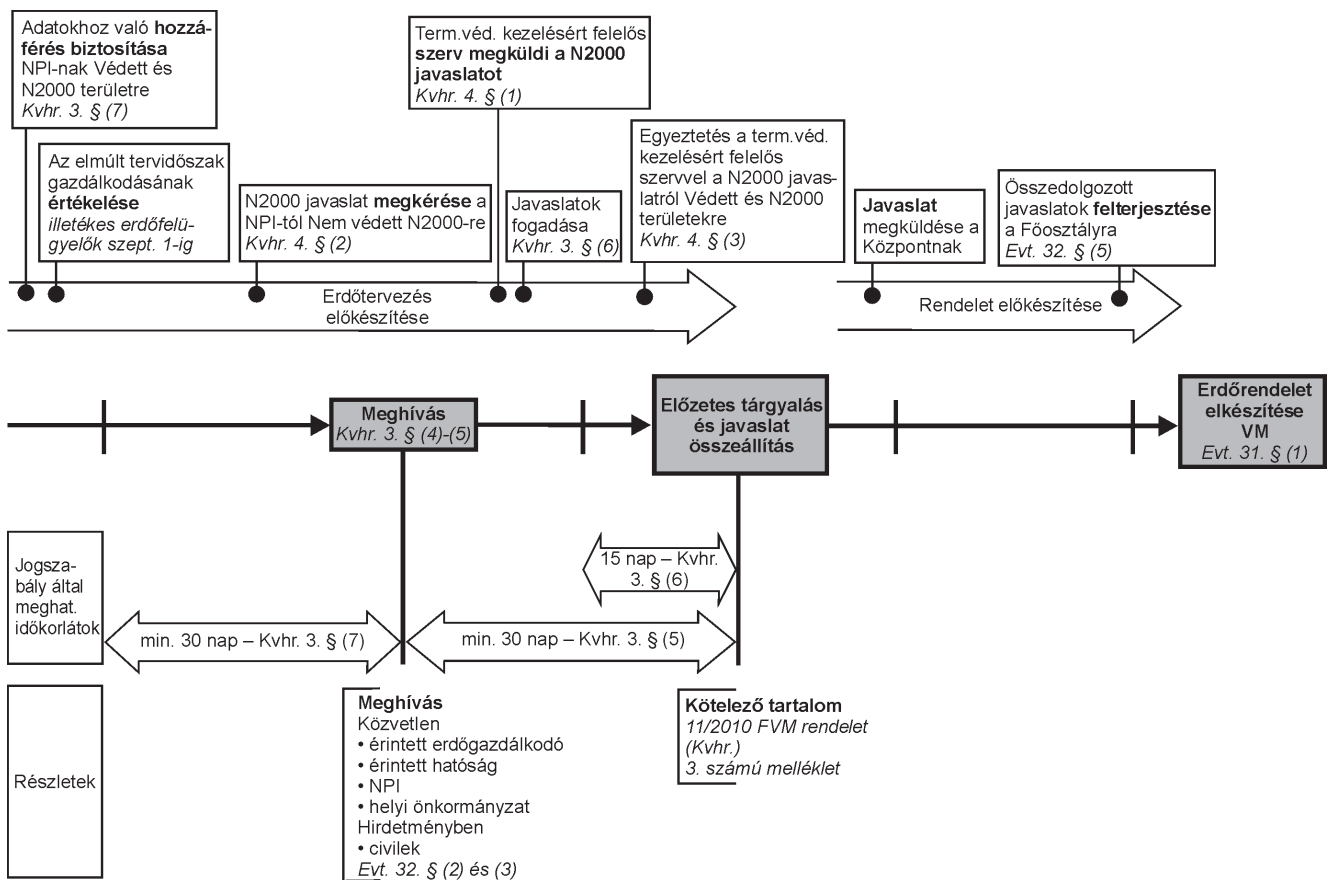 Adatokhoz való hozzá-
férés biztosítása
NPI-nak Védett és
N2000 területre
Kvhr. 3. § (7)
Az elmúlt tervidőszak
gazdálkodásának
értékelése
illetékes erdőfelü-
gyelők szept. 1-ig
N2000 javaslat megkérése a
NPI-tól Nem védett N2000-re
Kvhr. 4. § (2)
Term.véd. kezelésért felelős
szerv megküldi a N2000
javaslatot
Kvhr. 4. § (1)
Javaslatok
fogadása
Kvhr. 3. § (6)
Egyeztetés a term.véd.
kezelésért felelős
szervvel a N2000 javas-
latról Védett és N2000
területekre
Kvhr. 4. § (3)
Javaslat
megküldése a
Központnak
Összedolgozott
javaslatok felterjesztése
a Főosztályra
Evt. 32. § (5)
Erdőtervezés
előkészítése
Rendelet előkészítése
Meghívás
Kvhr. 3. § (4)-(5)
Előzetes tárgyalás
és javaslat
összeállítás
Erdőrendelet
elkészítése
VM
Evt. 31. § (1)
Jogsza-
bály által
meghat.
időkorlátok
15 nap – Kvhr.
3. § (6)
min. 30 nap – Kvhr. 3. § (7)
min. 30 nap – Kvhr. 3. § (5)
Részletek
Meghívás
Közvetlen
• érintett erdőgazdálkodó
• érintett hatóság
• NPI
• helyi önkormányzat
Hirdetményben
• civilek
Evt. 32. § (2) és (3)
Kötelező tartalom
11/2010 FVM rendelet
(Kvhr.)
3. számú melléklet